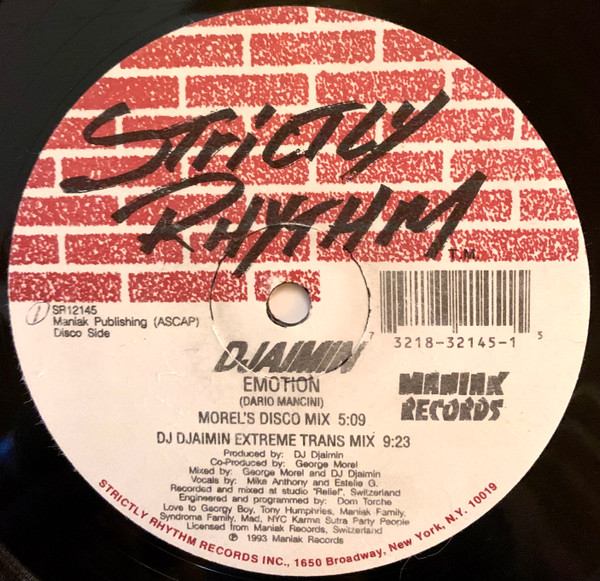 STRICTLY
RHYTHM
T.M.
SR12145
Maniak Publishing (ASCAP)
Disco Side
7
3218-32145-1
5
DJAIMIN
EMOTION
(DARIO MANCINI)
MANIAK
RECORDS
MOREL'S DISCO MIX 5:09
DJ DJAIMIN EXTREME TRANS MIX 9:23
Produced by: DJ Djaimin
Co-Produced by: George Morel
Mixed by: George Morel and DJ Djaimin
Vocals by: Mike Anthony and Estelle G.
Recorded and mixed at studio "Relief", Switzerland
Engineered and programmed by: Dom Torche
Love to Georgy Boy, Tony Humphries, Maniak Family,
Syndroma Family, Mad, NYC Karma Sutra Party People
Licensed from Maniak Records, Switzerland
℗ 1993 Maniak Records
STRICTLY RHYTHM RECORDS INC., 1650 Broadway, New York, N.Y. 10019